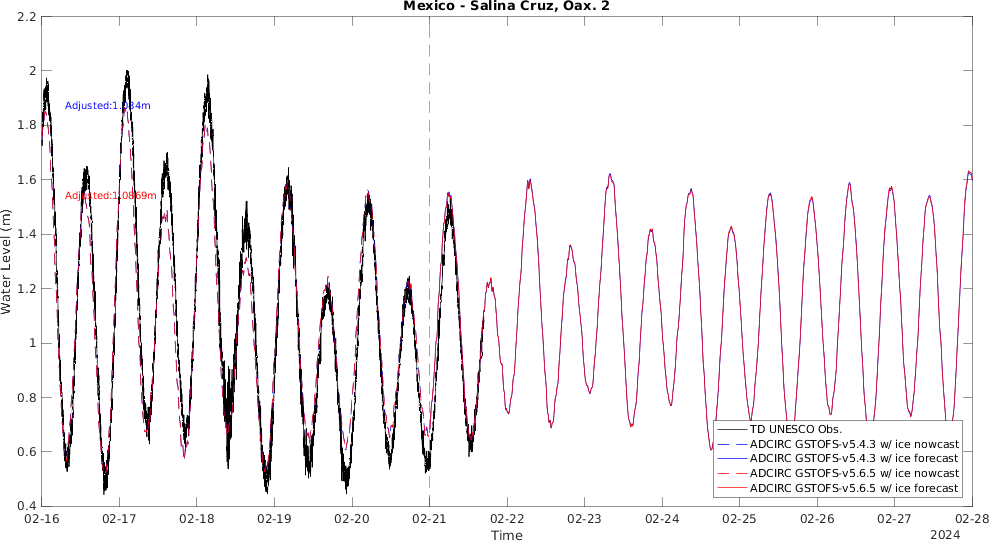 Mexico - Salina Cruz, Oax. 2
2.2
2
1.8
1.6
1.4
1.2
1
0.8
0.6
0.4
Water Level (m)
Adjusted:1.084m
Adjusted:1.0869m
TD UNESCO Obs.
ADCIRC GSTOFS-v5.4.3 w/ ice nowcast
ADCIRC GSTOFS-v5.4.3 w/ ice forecast
ADCIRC GSTOFS-v5.6.5 w/ ice nowcast
ADCIRC GSTOFS-v5.6.5 w/ ice forecast
02-16 02-17 02-18 02-19 02-20 02-21 02-22 02-23 02-24 02-25 02-26 02-27 02-28
Time 2024